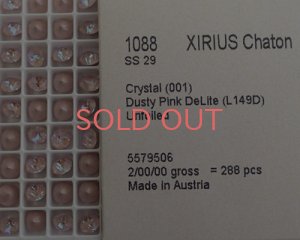 1088 XIRIUS Chaton
SS 29
Crystal (001)
Dusty Pink DeLite (L149D)
SOLD OUT
Unfoiled
5579506
2/00/00 gross = 288 pcs
Made in Austria